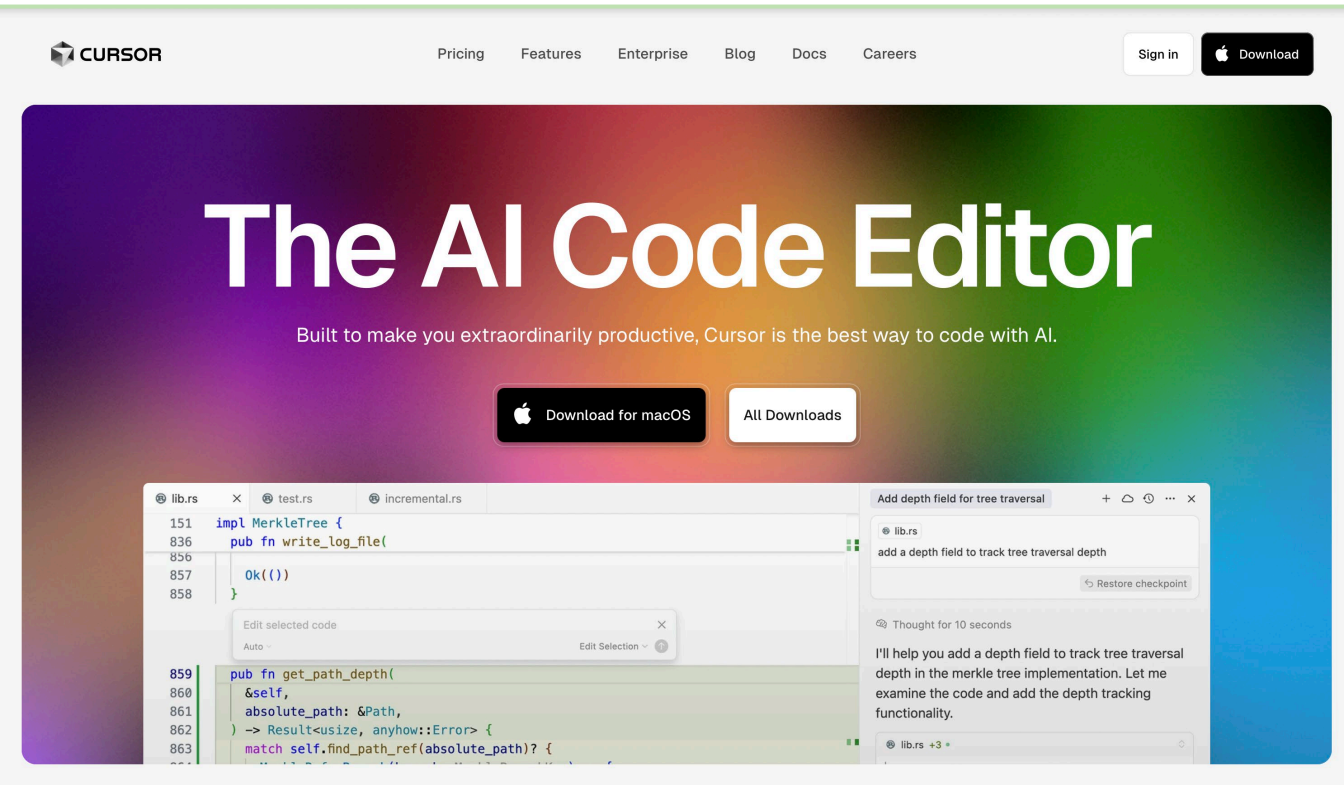 CURSOR
Pricing Features Enterprise Blog Docs Careers
Sign in
Download
The AI Code Editor
Built to make you extraordinarily productive, Cursor is the best way to code with AI.
Download for macOS
All Downloads
lib.rs
test.rs
incremental.rs
151 impl MerkleTree {
836 pub fn write_log_file(
856
857 Ok(())
858 }
Edit selected code
Auto
Edit Selection
859 pub fn get_path_depth(
860 &self,
861 absolute_path: &Path,
862 ) -> Result<usize, anyhow::Error> {
863 match self.find_path_ref(absolute_path)? {
Add depth field for tree traversal
lib.rs
add a depth field to track tree traversal depth
Restore checkpoint
Thought for 10 seconds
I'll help you add a depth field to track tree traversal
depth in the merkle tree implementation. Let me
examine the code and add the depth tracking
functionality.
lib.rs +3